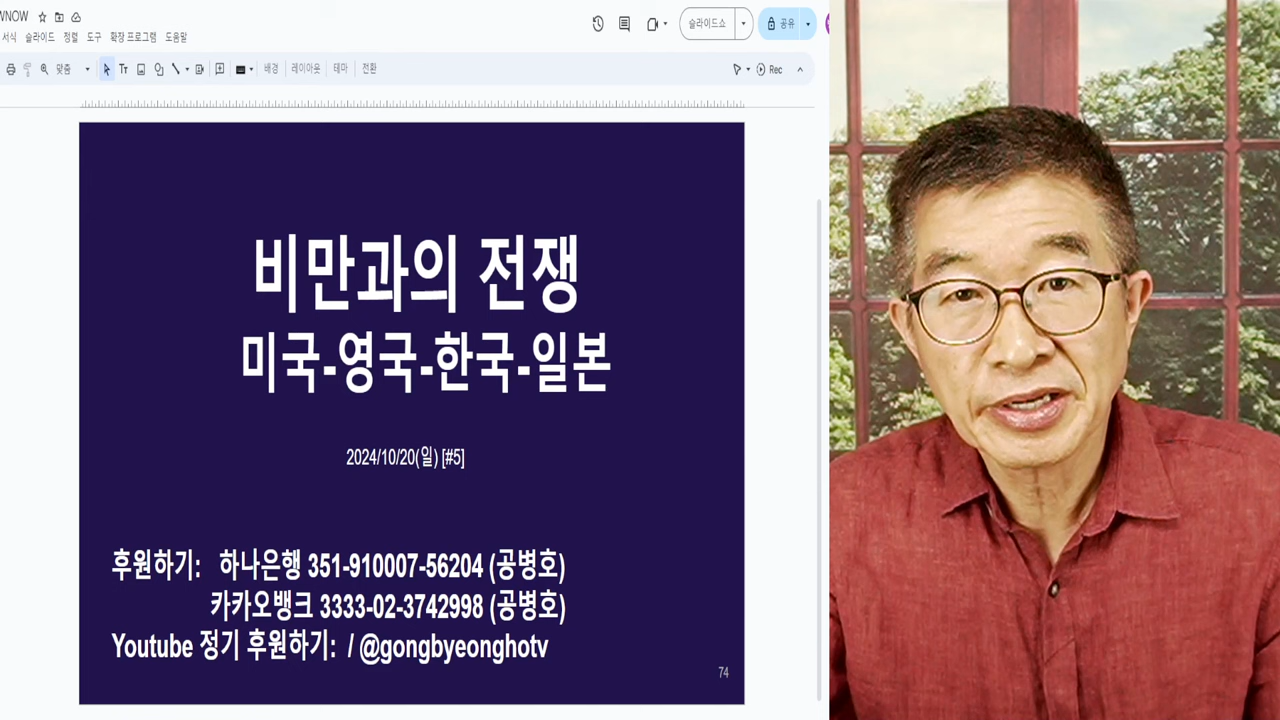 WNOW
서식 슬라이드 정렬 도구 확장 프로그램 도움말
슬라이드쇼
공유
맞춤
Tr
배경 레이아웃 테마 전환
Rec
비만과의 전쟁
미국-영국-한국-일본
2024/10/20(일) [#5]
후원하기: 하나은행 351-910007-56204 (공병호)
카카오뱅크 3333-02-3742998 (공병호)
Youtube 정기 후원하기: / @gongbyeonghotv
74